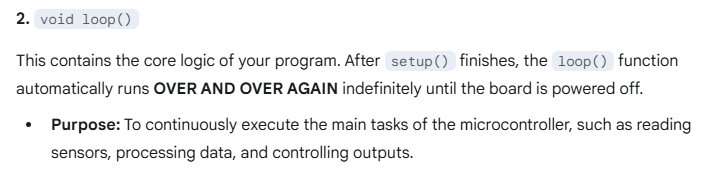 2. void loop()
This contains the core logic of your program. After setup() finishes, the loop() function
automatically runs OVER AND OVER AGAIN indefinitely until the board is powered off.
• Purpose: To continuously execute the main tasks of the microcontroller, such as reading
sensors, processing data, and controlling outputs.